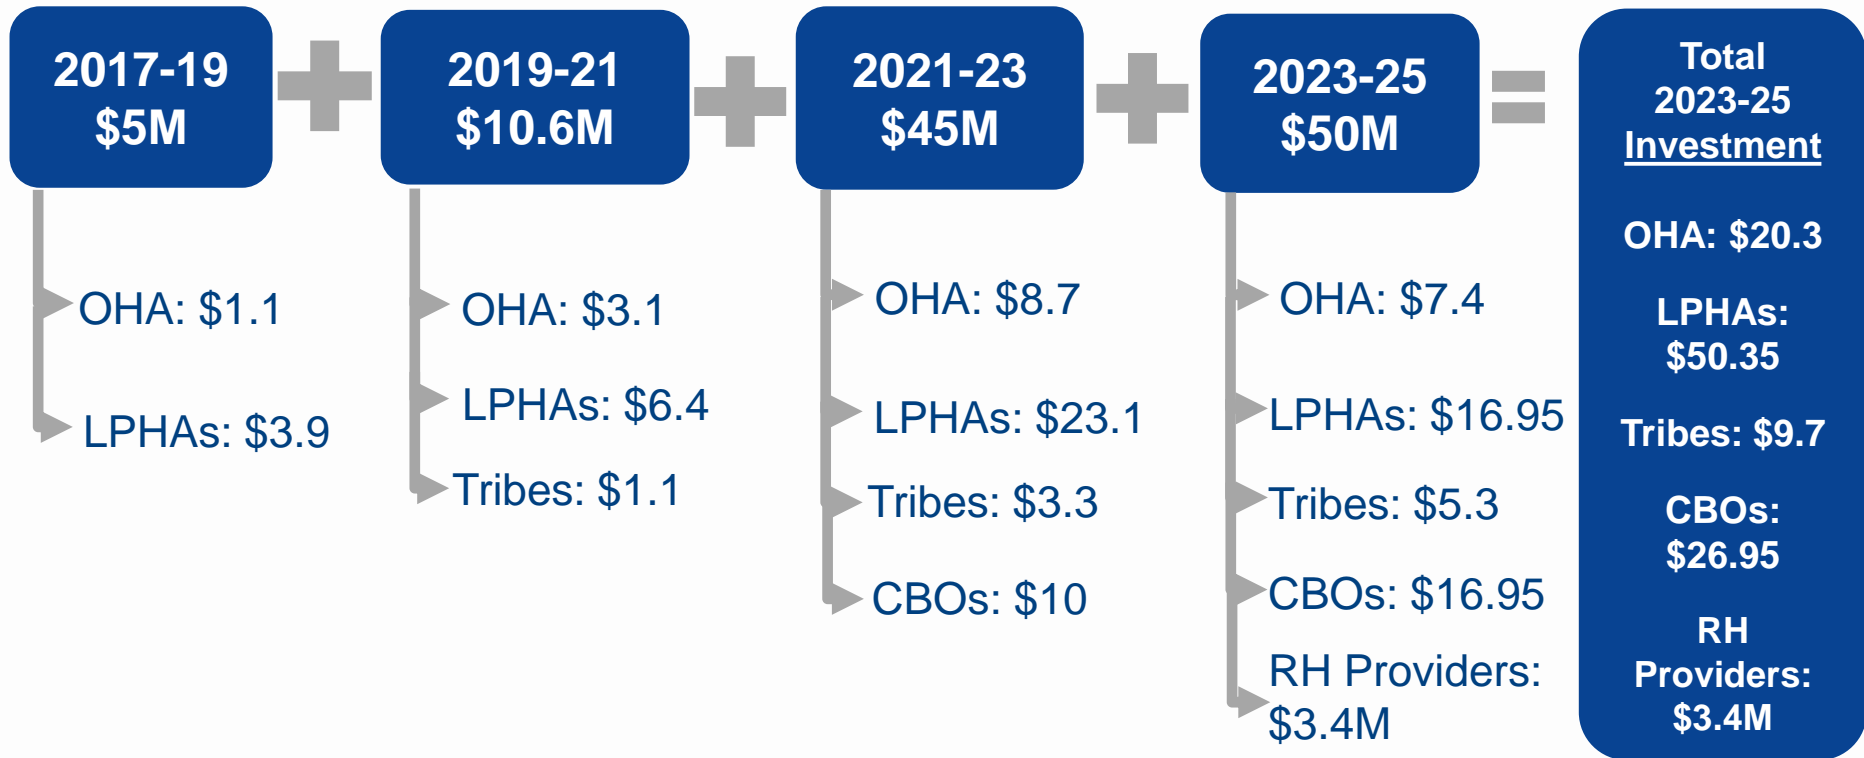 2017-19
$5M
2019-21
$10.6M
2021-23
$45M
2023-25
$50M
Total
2023-25
Investment
OHA: $20.3
LPHAs:
$50.35
Tribes: $9.7
CBOs:
$26.95
RH
Providers:
$3.4M
OHA: $1.1
LPHAs: $3.9
OHA: $3.1
LPHAs: $6.4
Tribes: $1.1
OHA: $8.7
LPHAs: $23.1
Tribes: $3.3
CBOs: $10
OHA: $7.4
LPHAs: $16.95
Tribes: $5.3
CBOs: $16.95
RH Providers:
$3.4M